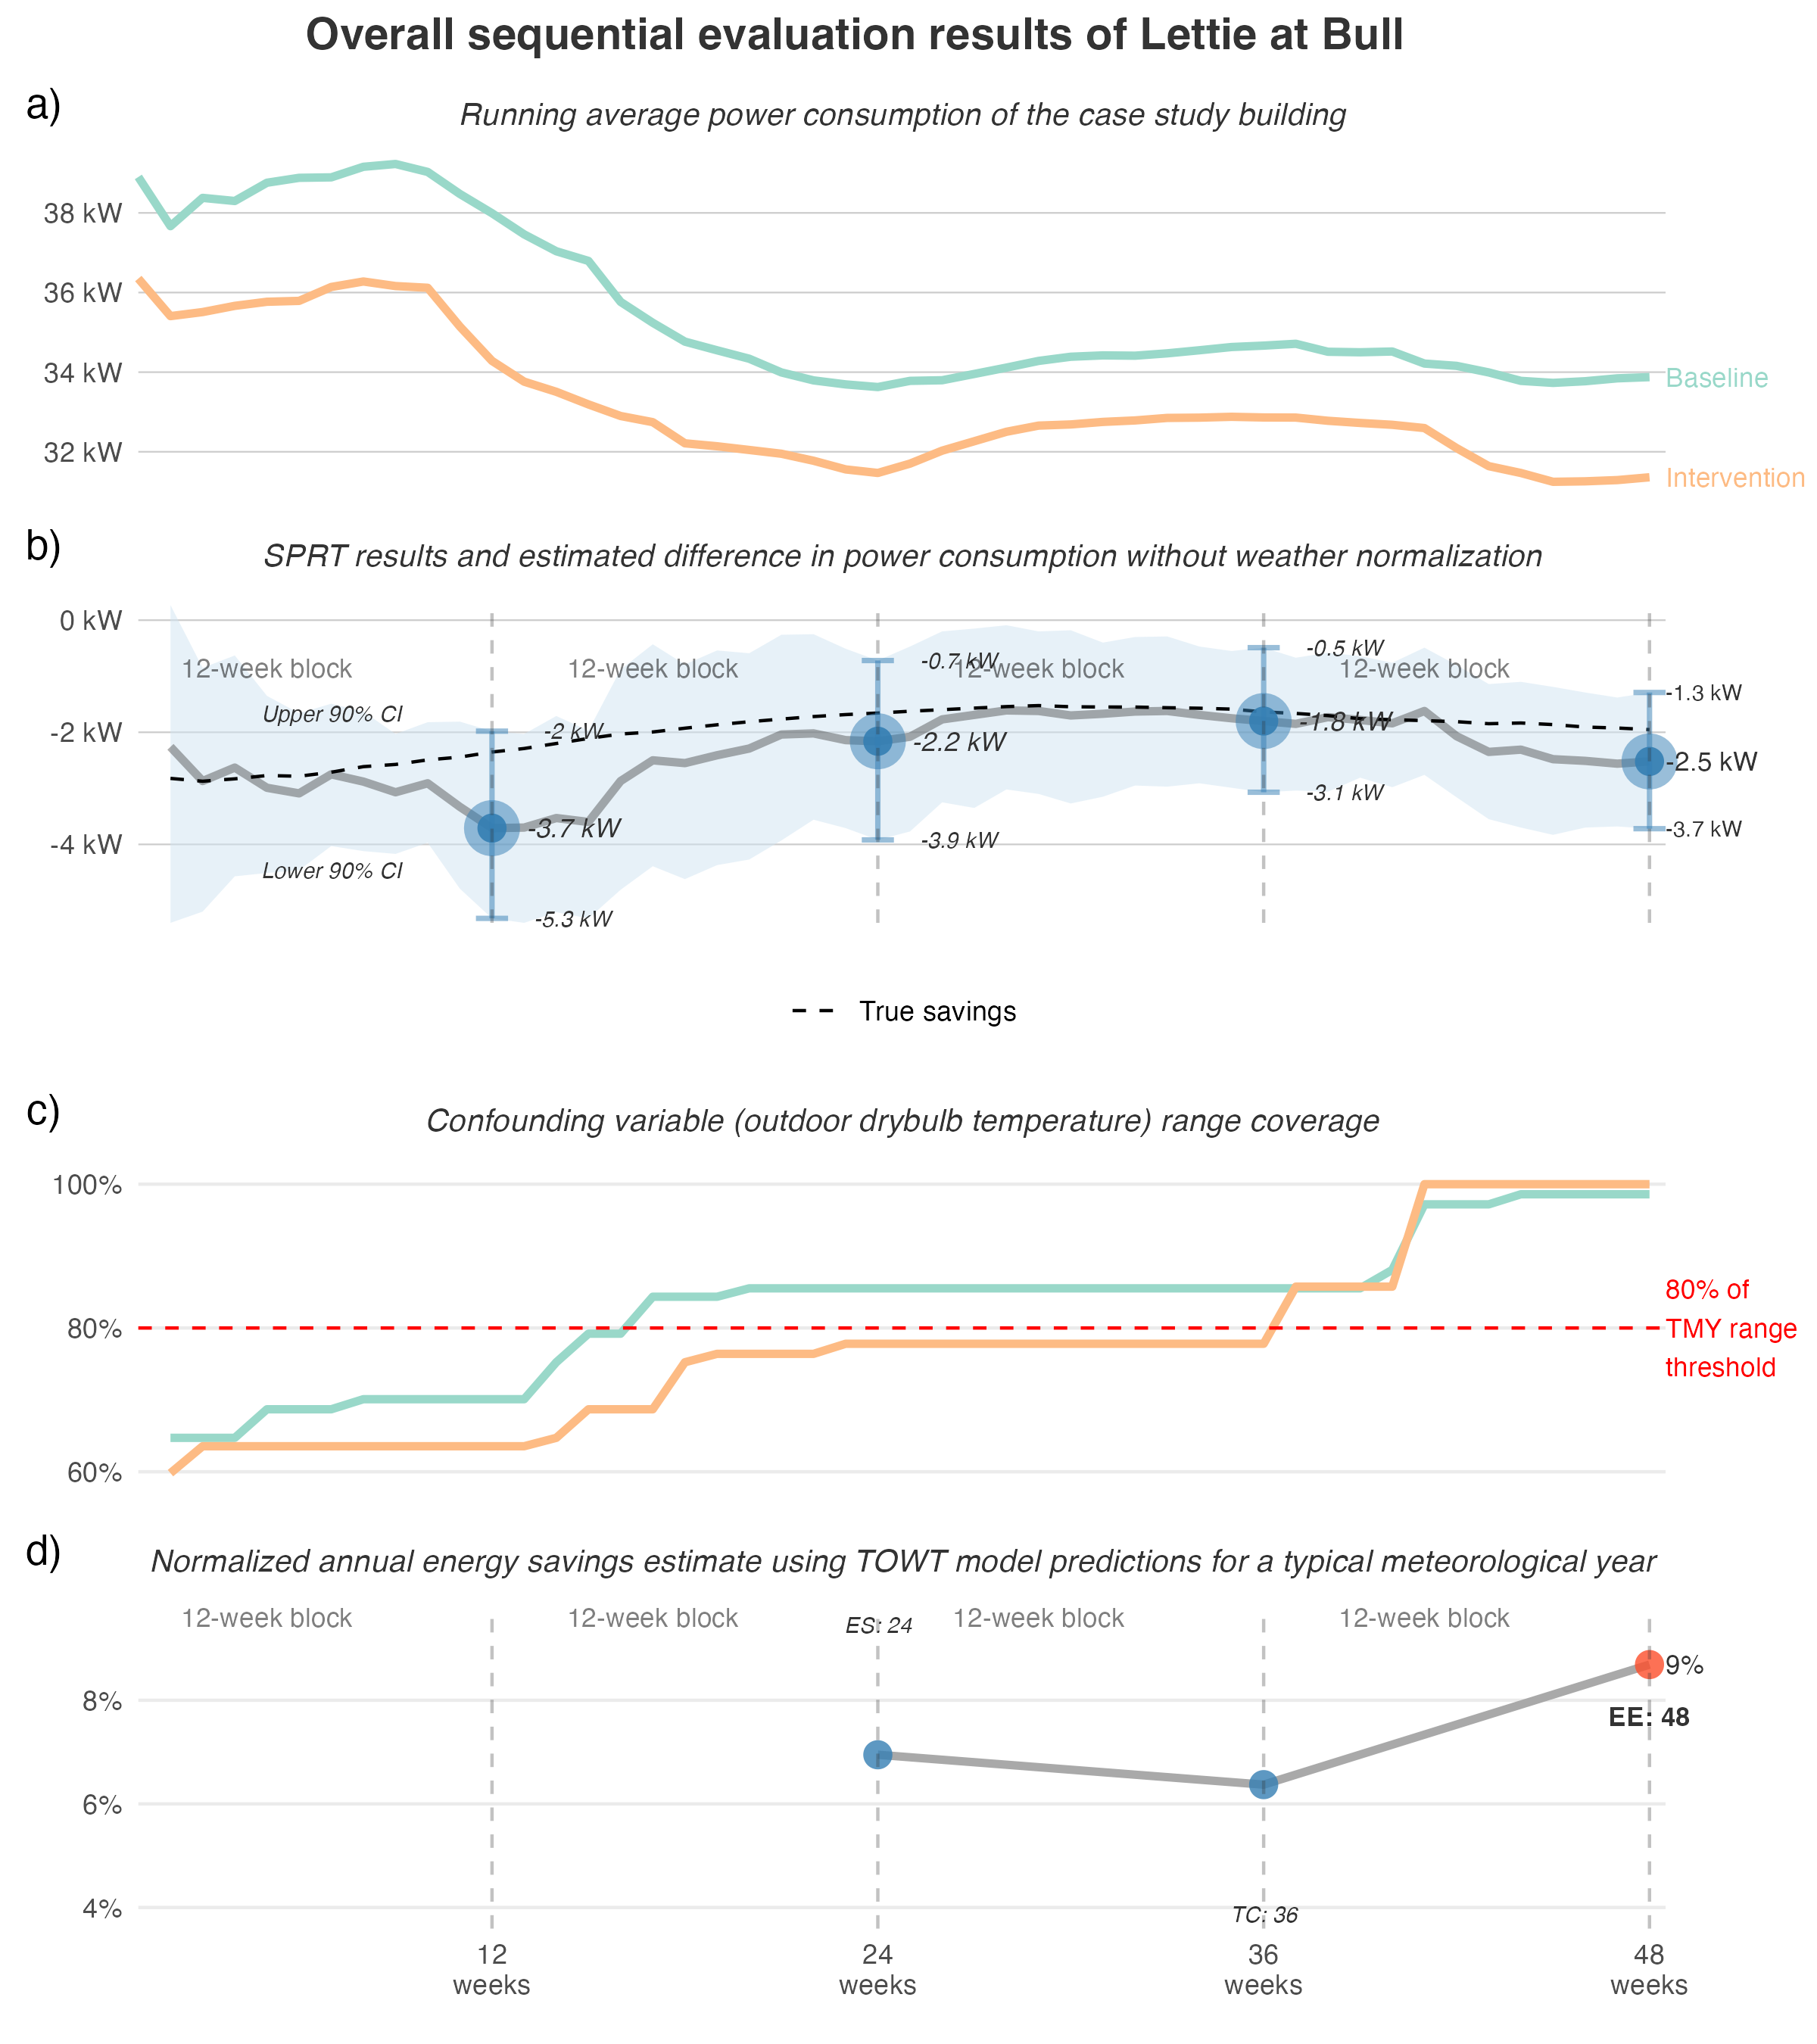 Overall sequential evaluation results of Lettie at Bull
a)
Running average power consumption of the case study building
38 kW
36 kW
34 kW
32 kW
Baseline
Intervention
b)
SPRT results and estimated difference in power consumption without weather normalization
0 kW
-2 kW
-4 kW
12-week block
12-week block
12-week block
12-week block
Upper 90% CI
Lower 90% CI
-2 kW
-3.7 kW
-5.3 kW
-0.7 kW
-2.2 kW
-3.9 kW
-0.5 kW
-1.8 kW
-3.1 kW
-1.3 kW
-2.5 kW
-3.7 kW
True savings
c)
Confounding variable (outdoor drybulb temperature) range coverage
100%
80%
60%
80% of
TMY range
threshold
d)
Normalized annual energy savings estimate using TOWT model predictions for a typical meteorological year
12-week block
12-week block
12-week block
12-week block
ES: 24
9%
EE: 48
TC: 36
8%
6%
4%
12
weeks
24
weeks
36
weeks
48
weeks